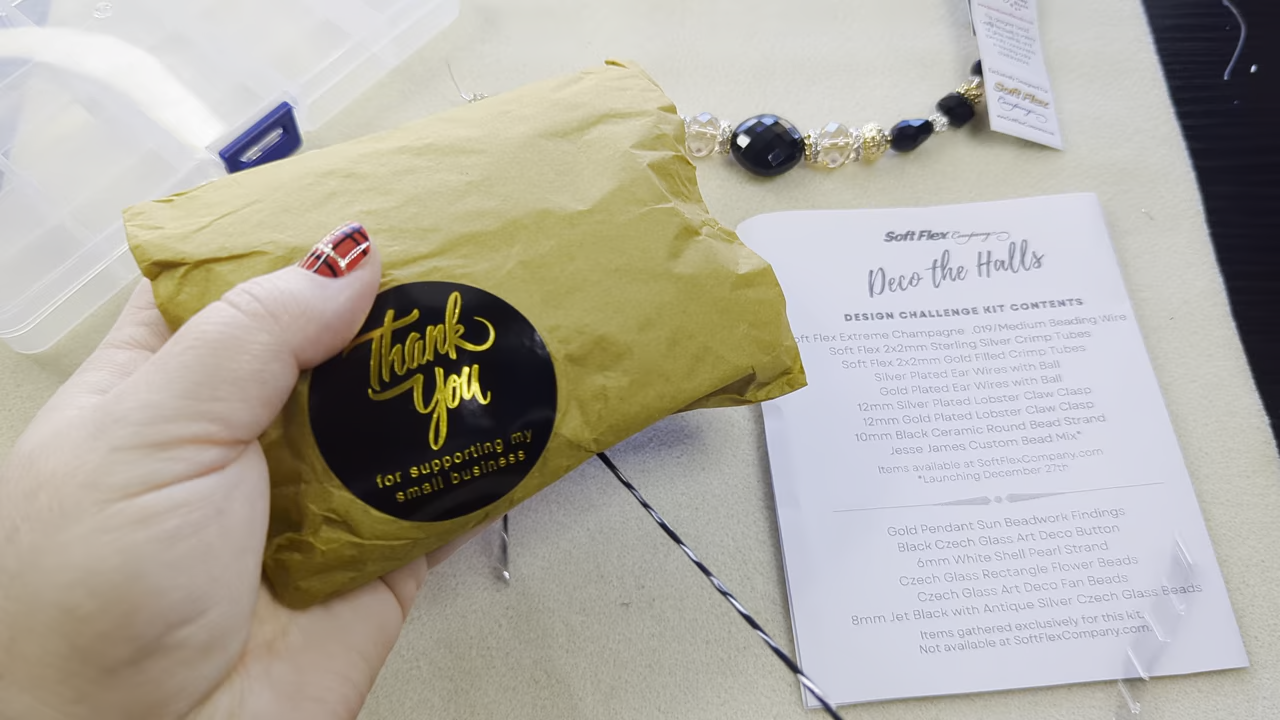 Thank
You
for supporting my
small business
Soft Flex
Company
Soft Flex Company
Deco the Halls
DESIGN CHALLENGE KIT CONTENTS
ft Flex Extreme Champagne .019/Medium Beading Wire
Soft Flex 2x2mm Sterling Silver Crimp Tubes
Soft Flex 2x2mm Gold Filled Crimp Tubes
Silver Plated Ear Wires with Ball
Gold Plated Ear Wires with Ball
12mm Silver Plated Lobster Claw Clasp
12mm Gold Plated Lobster Claw Clasp
10mm Black Ceramic Round Bead Strand
Jesse James Custom Bead Mix*
Items available at SoftFlexCompany.com
*Launching December 27th
Gold Pendant Sun Beadwork Findings
Black Czech Glass Art Deco Button
6mm White Shell Pearl Strand
Czech Glass Rectangle Flower Beads
Czech Glass Art Deco Fan Beads
8mm Jet Black with Antique Silver Czech Glass Beads
Items gathered exclusively for this kit.
Not available at SoftFlexCompany.com.